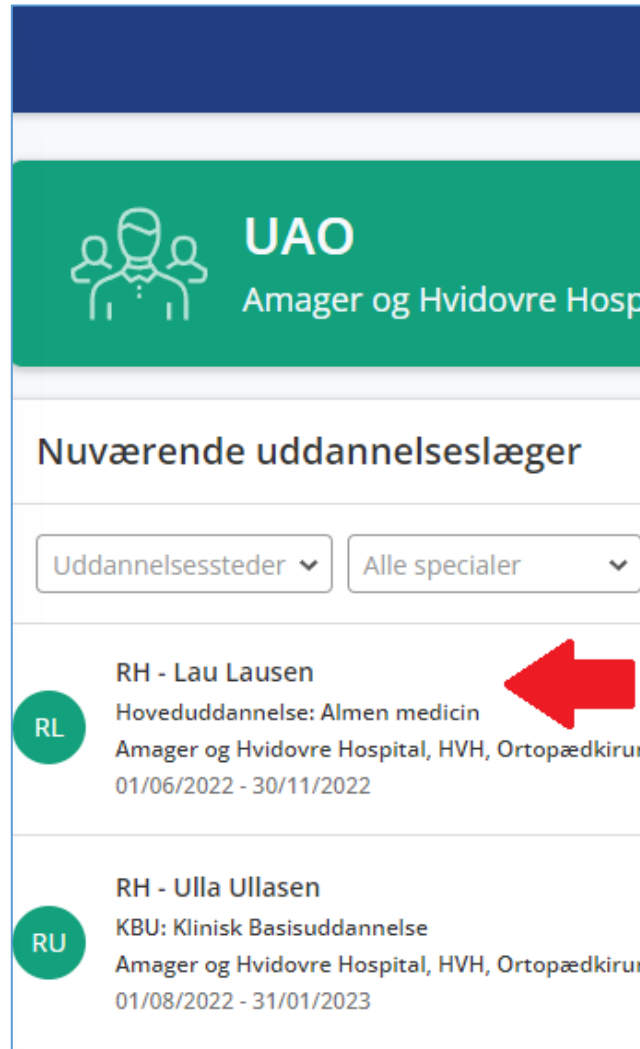 UAO
Amager og Hvidovre Hosp
Nuværende uddannelseslæger
Uddannelsessteder Alle specialer
RL
RH - Lau Lausen
Hoveduddannelse: Almen medicin
Amager og Hvidovre Hospital, HVH, Ortopædkirur
01/06/2022 - 30/11/2022
RU
RH - Ulla Ullasen
KBU: Klinisk Basisuddannelse
Amager og Hvidovre Hospital, HVH, Ortopædkirur
01/08/2022 - 31/01/2023